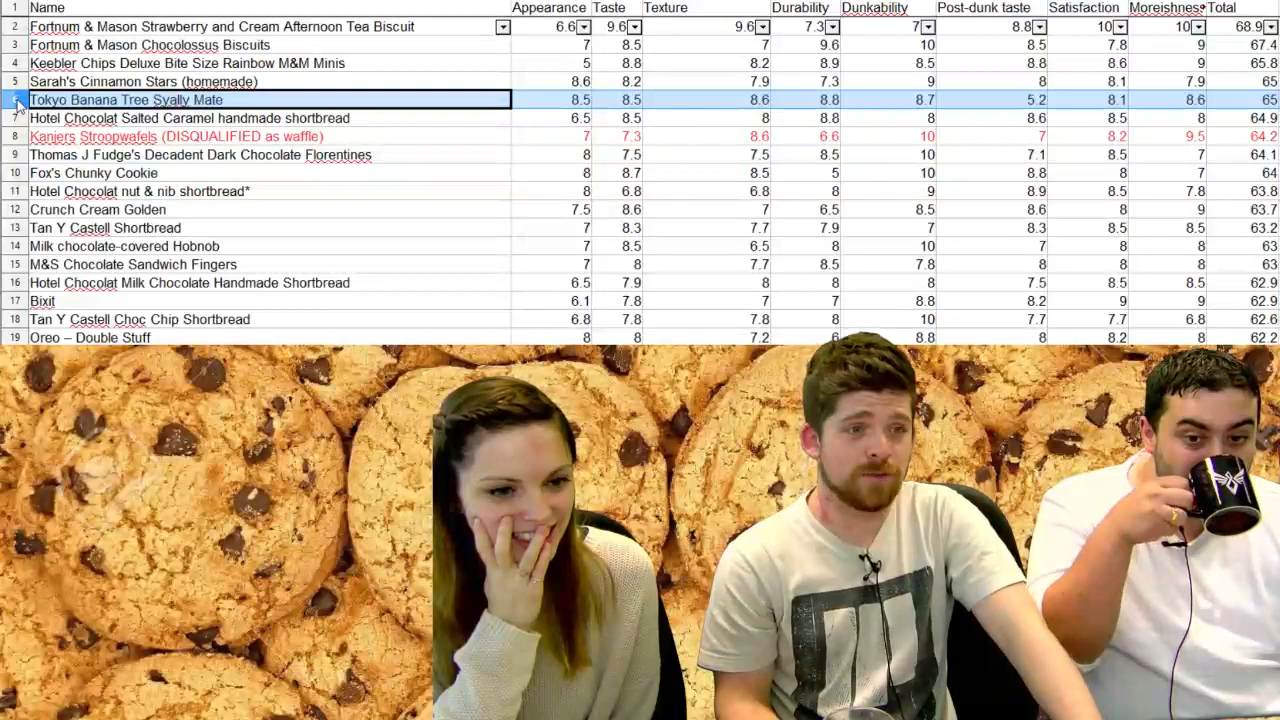 1 Name Appearance Taste Texture Durability Dunkability Post-dunk taste Satisfaction Moreishnes Total
2 Fortnum & Mason Strawberry and Cream Afternoon Tea Biscuit 6.6 9.6 9.6 7.3 7 8.8 10 10 68.9
3 Fortnum & Mason Chocolossus Biscuits 7 8.5 7 9.6 10 8.5 7.8 9 67.4
4 Keebler Chips Deluxe Bite Size Rainbow M&M Minis 5 8.8 8.2 8.9 8.5 8.8 8.6 9 65.8
5 Sarah's Cinnamon Stars (homemade) 8.6 8.2 7.9 7.3 9 8 8.1 7.9 65
6 Tokyo Banana Tree Syally Mate 8.5 8.5 8.6 8.8 8.7 5.2 8.1 8.6 65
7 Hotel Chocolat Salted Caramel handmade shortbread 6.5 8.5 8 8.8 8 8.6 8.5 8 64.9
8 Kanjers Stroopwafels (DISQUALIFIED as waffle) 7 7.3 8.6 6.6 10 7 8.2 9.5 64.2
9 Thomas J Fudge's Decadent Dark Chocolate Florentines 8 7.5 7.5 8.5 10 7.1 8.5 7 64.1
10 Fox's Chunky Cookie 8 8.7 8.5 5 10 8.8 8 7 64
11 Hotel Chocolat nut & nib shortbread* 8 6.8 6.8 8 9 8.9 8.5 7.8 63.8
12 Crunch Cream Golden 7.5 8.6 7 6.5 8.5 8.6 8 9 63.7
13 Tan Y Castell Shortbread 7 8.3 7.7 7.9 7 8.3 8.5 8.5 63.2
14 Milk chocolate-covered Hobnob 7 8.5 6.5 8 10 7 8 8 63
15 M&S Chocolate Sandwich Fingers 7 8 7.7 8.5 7.8 8 8 8 63
16 Hotel Chocolat Milk Chocolate Handmade Shortbread 6.5 7.9 8 8 8 7.5 8.5 8.5 62.9
17 Bixit 6.1 7.8 7 7 8.8 8.2 9 9 62.9
18 Tan Y Castell Choc Chip Shortbread 6.8 7.8 7.8 8 10 7.7 7.7 6.8 62.6
19 Oreo – Double Stuff 8 8 7.2 6 8.8 8 8.2 8 62.2